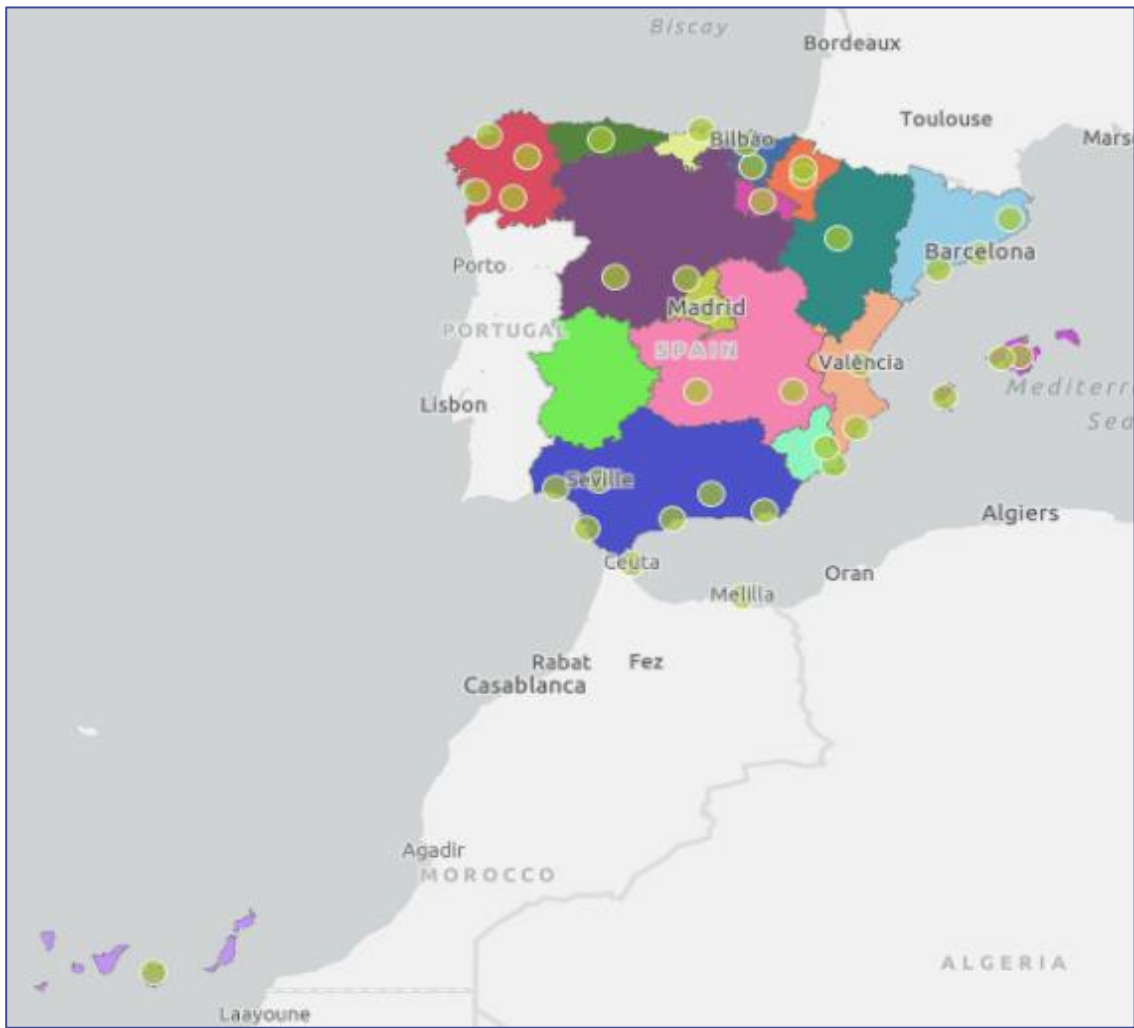 Biscay
Bordeaux
Toulouse
Mars
Bilbao
Barcelona
Porto
Madrid
PORTUGAL
SPAIN
València
Lisbon
Mediterr
Sea
Seville
Algiers
Ceuta
Oran
Melilla
Rabat
Fez
Casablanca
Agadir
MOROCCO
ALGERIA
Laayoune